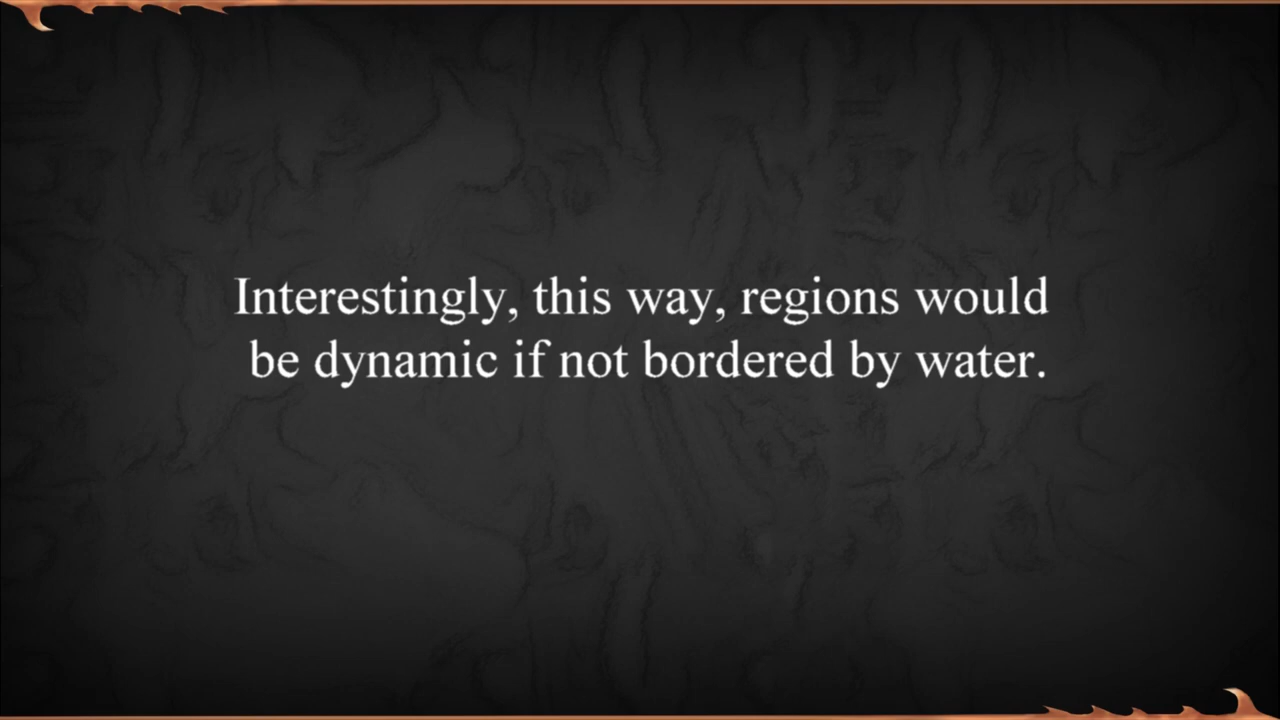 Interestingly, this way, regions would
be dynamic if not bordered by water.